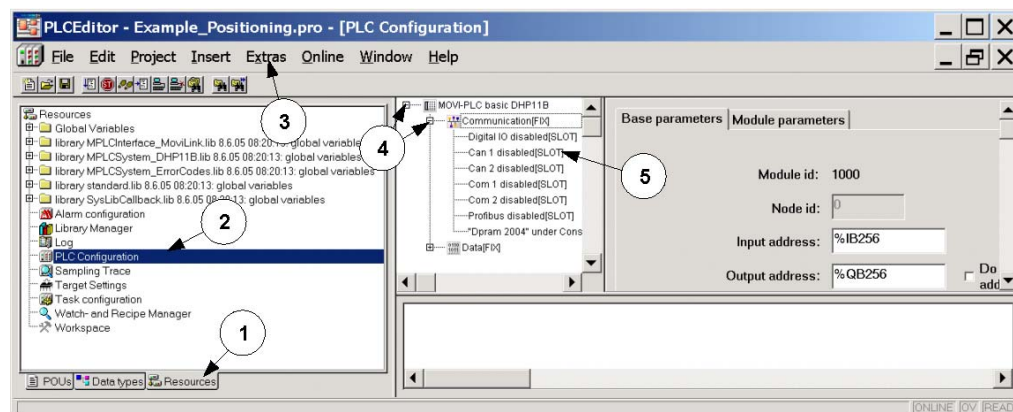 PLCEditor - Example_Positioning.pro - [PLC Configuration]
File Edit Project Insert Extras Online Window Help
Resources
Global Variables
library MPLCInterface_MoviLink.lib 8.6.05 08:20:13: global variables
library MPLCSystem_DHP11B.lib 8.6.05 08:20:13: global variables
library MPLCSystem_ErrorCodes.lib 8.6.05 08:20:13: global variables
library standard.lib 8.6.05 08:20:13: global variables
library SysLibCallback.lib 8.6.05 08:20:13: global variables
Alarm configuration
Library Manager
Log
PLC Configuration
Sampling Trace
Target Settings
Task configuration
Watch- and Recipe Manager
Workspace
POUs Data types Resources
MOVI-PLC basic DHP11B
Communication[FIX]
Digital IO disabled[SLOT]
Can 1 disabled[SLOT]
Can 2 disabled[SLOT]
Com 1 disabled[SLOT]
Com 2 disabled[SLOT]
Profibus disabled[SLOT]
"Dpram 2004" under Cons
Data[FIX]
Base parameters Module parameters
Module id: 1000
Node id: 0
Input address: %IB256
Output address: %QB256
Do
add
1
2
3
4
5
ONLINE OV READ